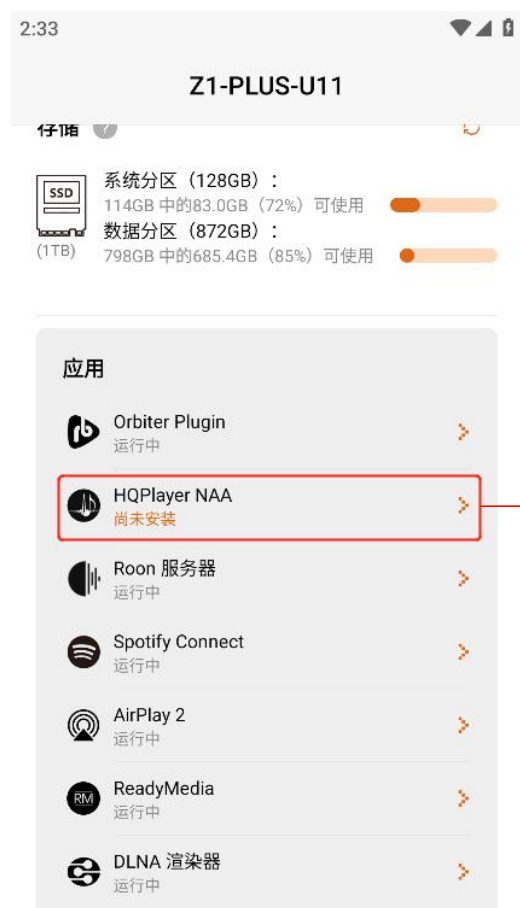 2:33
Z1-PLUS-U11
存储 ?
SSD
(1TB)
系统分区（128GB）:
114GB 中的83.0GB（72%）可使用
数据分区（872GB）:
798GB 中的685.4GB（85%）可使用
应用
Orbiter Plugin
运行中
HQPlayer NAA
尚未安装
Roon 服务器
运行中
Spotify Connect
运行中
AirPlay 2
运行中
RM
ReadyMedia
运行中
DLNA 渲染器
运行中